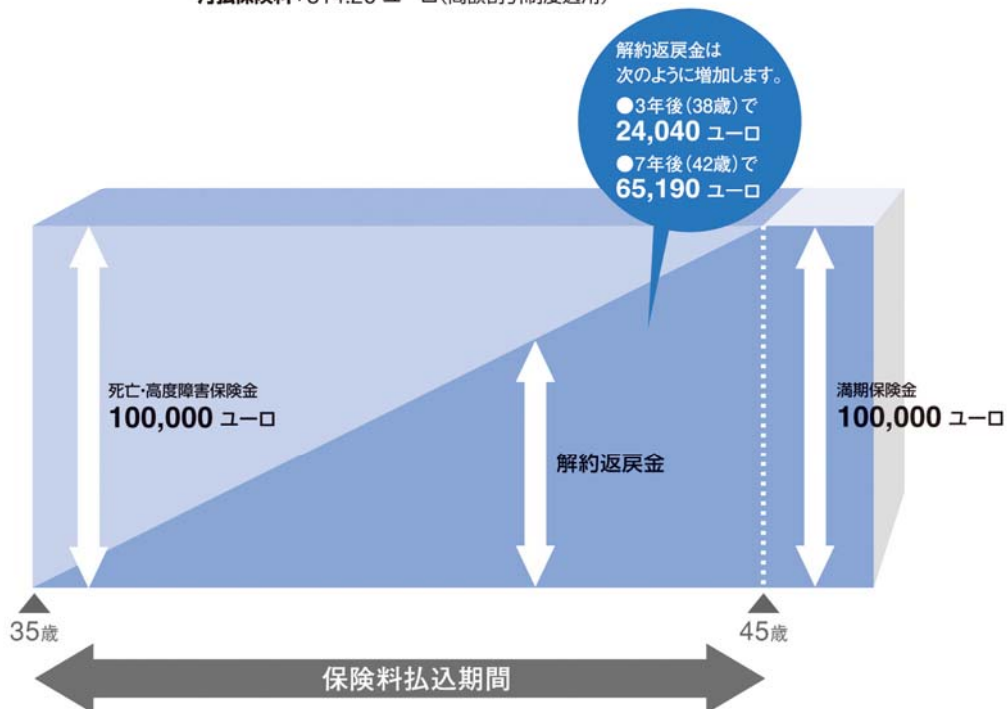 解約返戻金は
次のように増加します。
●3年後(38歳)で
24,040 ユーロ
●7年後(42歳)で
65,190 ユーロ
死亡・高度障害保険金
100,000 ユーロ
解約返戻金
満期保険金
100,000 ユーロ
35歳
45歳
保険料払込期間